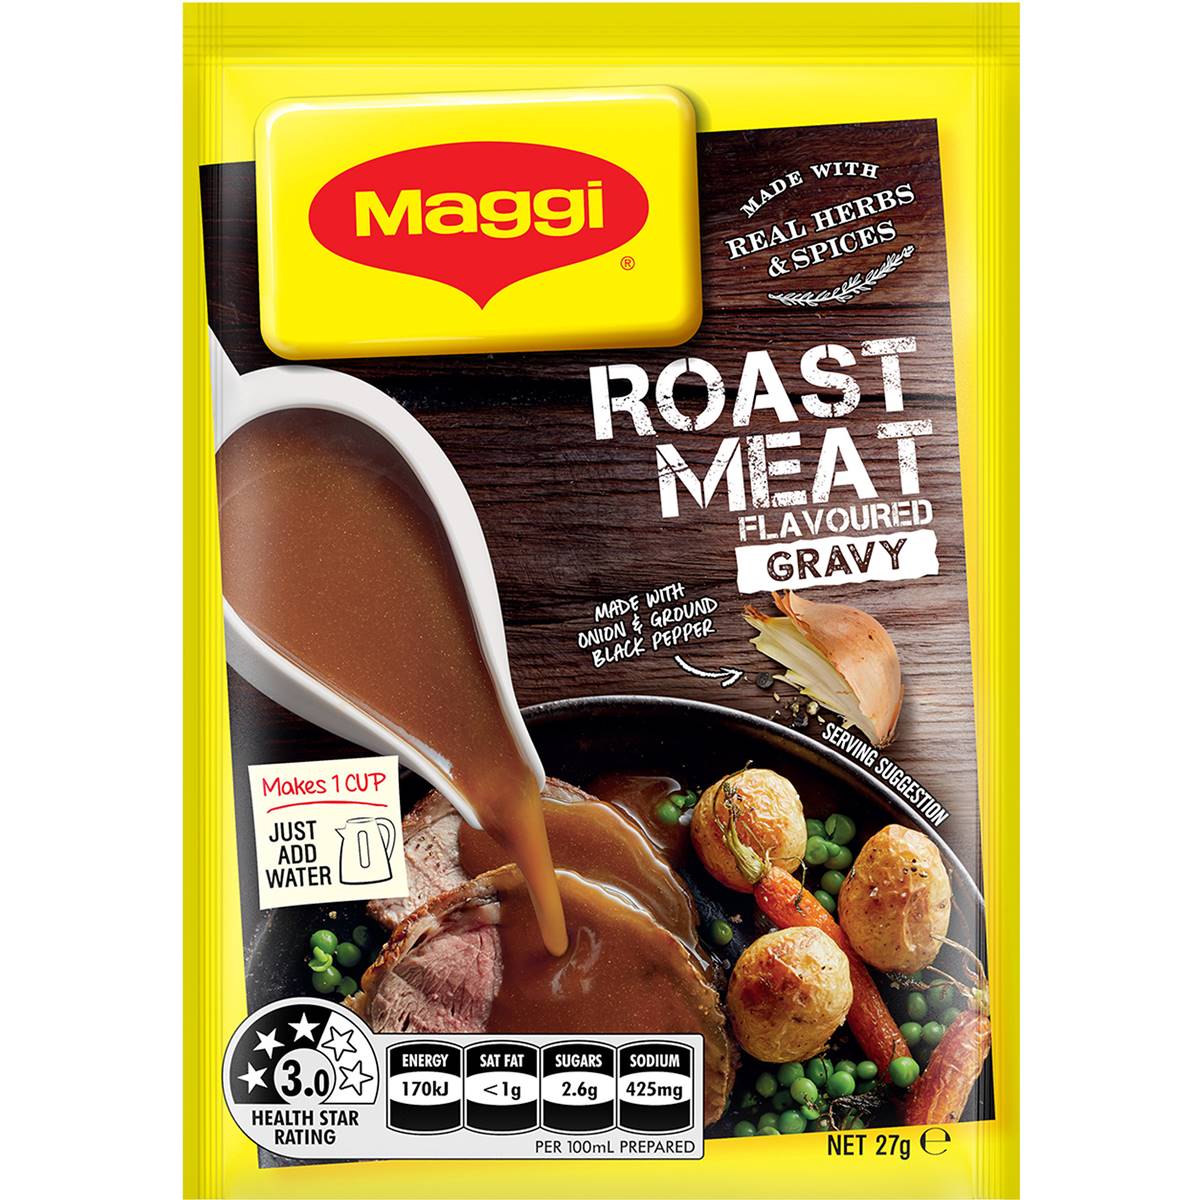 Maggi
®
MADE WITH
REAL HERBS
& SPICES
ROAST
MEAT
FLAVOURED
GRAVY
MADE WITH
ONION & GROUND
BLACK PEPPER
SERVING SUGGESTION
Makes 1 CUP
JUST
ADD
WATER
3.0
HEALTH STAR
RATING
ENERGY
170kJ
SAT FAT
<1g
SUGARS
2.6g
SODIUM
425mg
PER 100mL PREPARED
NET 27g ℮